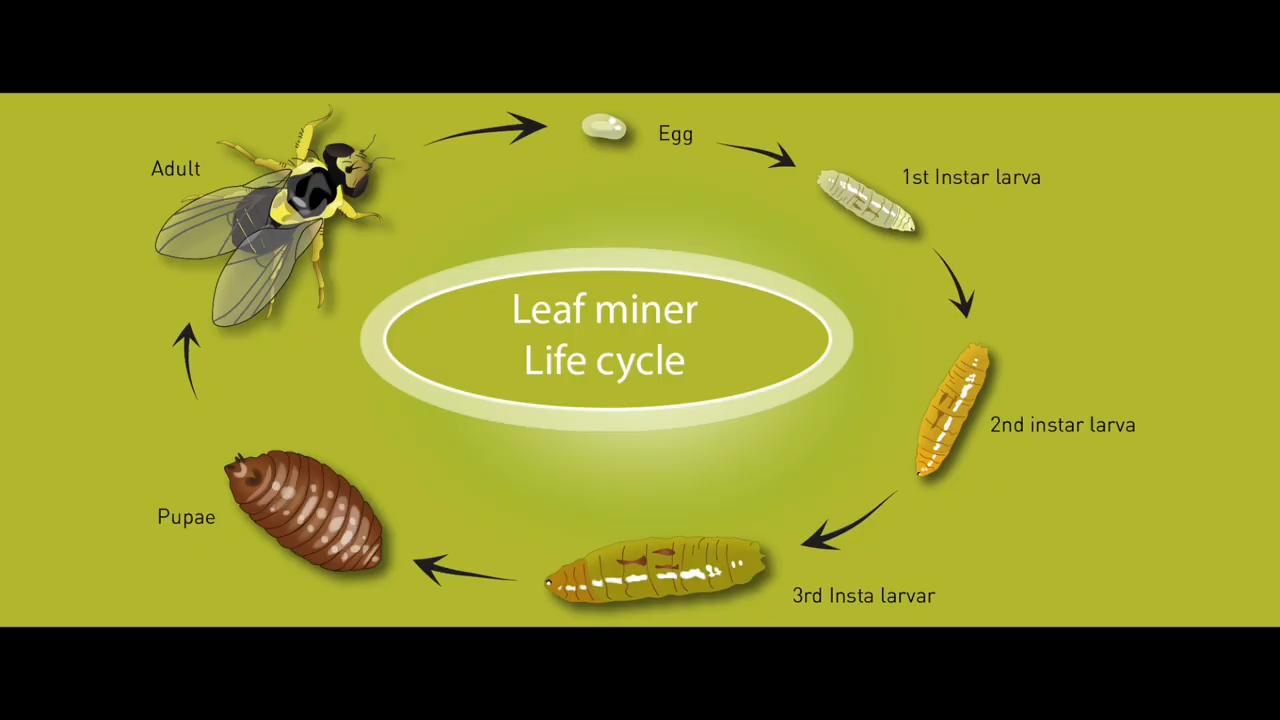 Egg
Adult
1st Instar larva
Leaf miner
Life cycle
2nd instar larva
Pupae
3rd Insta larvar